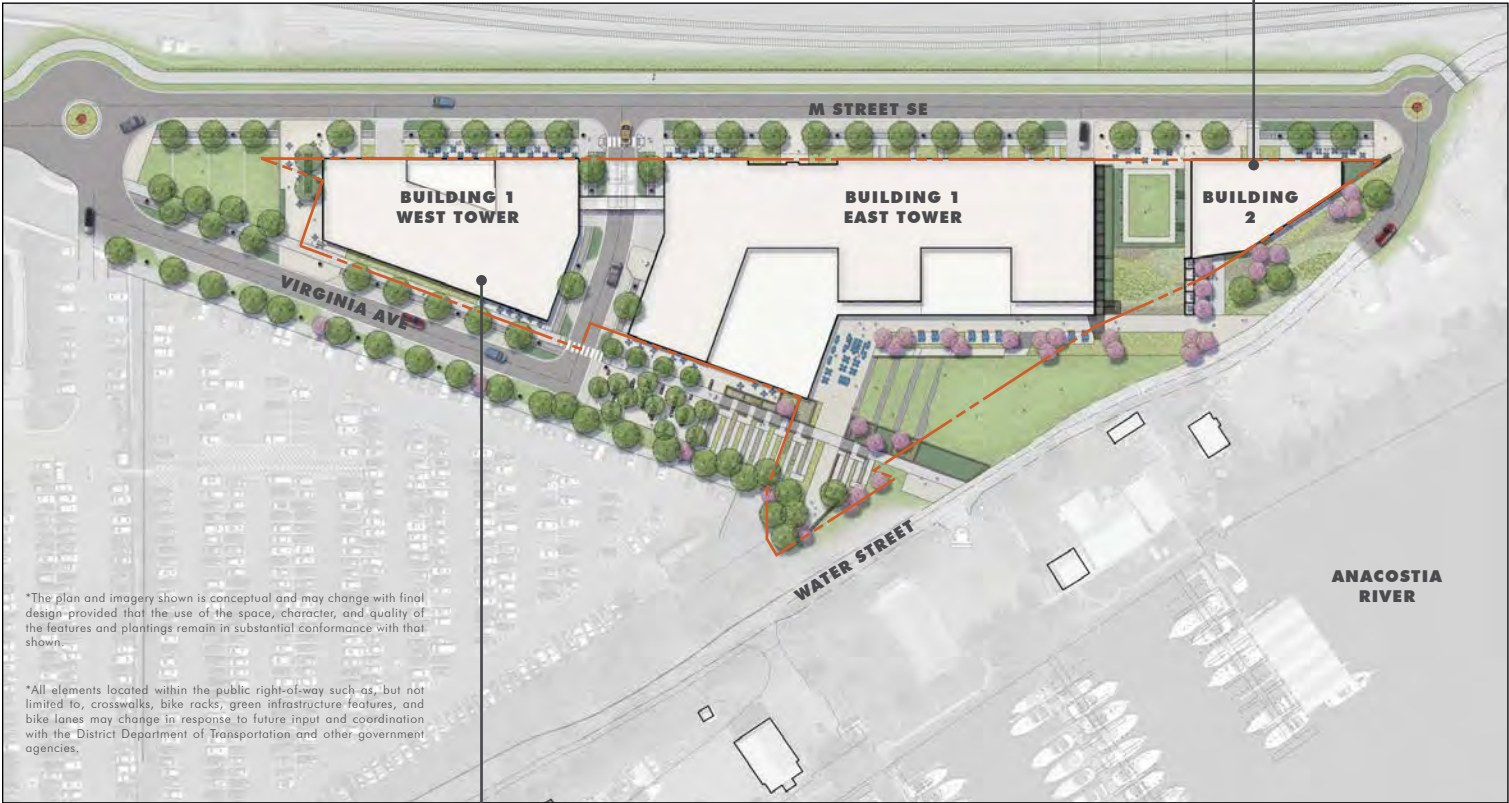 M STREET SE
BUILDING 1
WEST TOWER
BUILDING 1
EAST TOWER
BUILDING
2
VIRGINIA AVE
WATER STREET
ANACOSTIA
RIVER
*The plan and imagery shown is conceptual and may change with final
design provided that the use of the space, character, and quality of
the features and plantings remain in substantial conformance with that
shown.
*All elements located within the public right-of-way such as, but not
limited to, crosswalks, bike racks, green infrastructure features, and
bike lanes may change in response to future input and coordination
with the District Department of Transportation and other government
agencies.